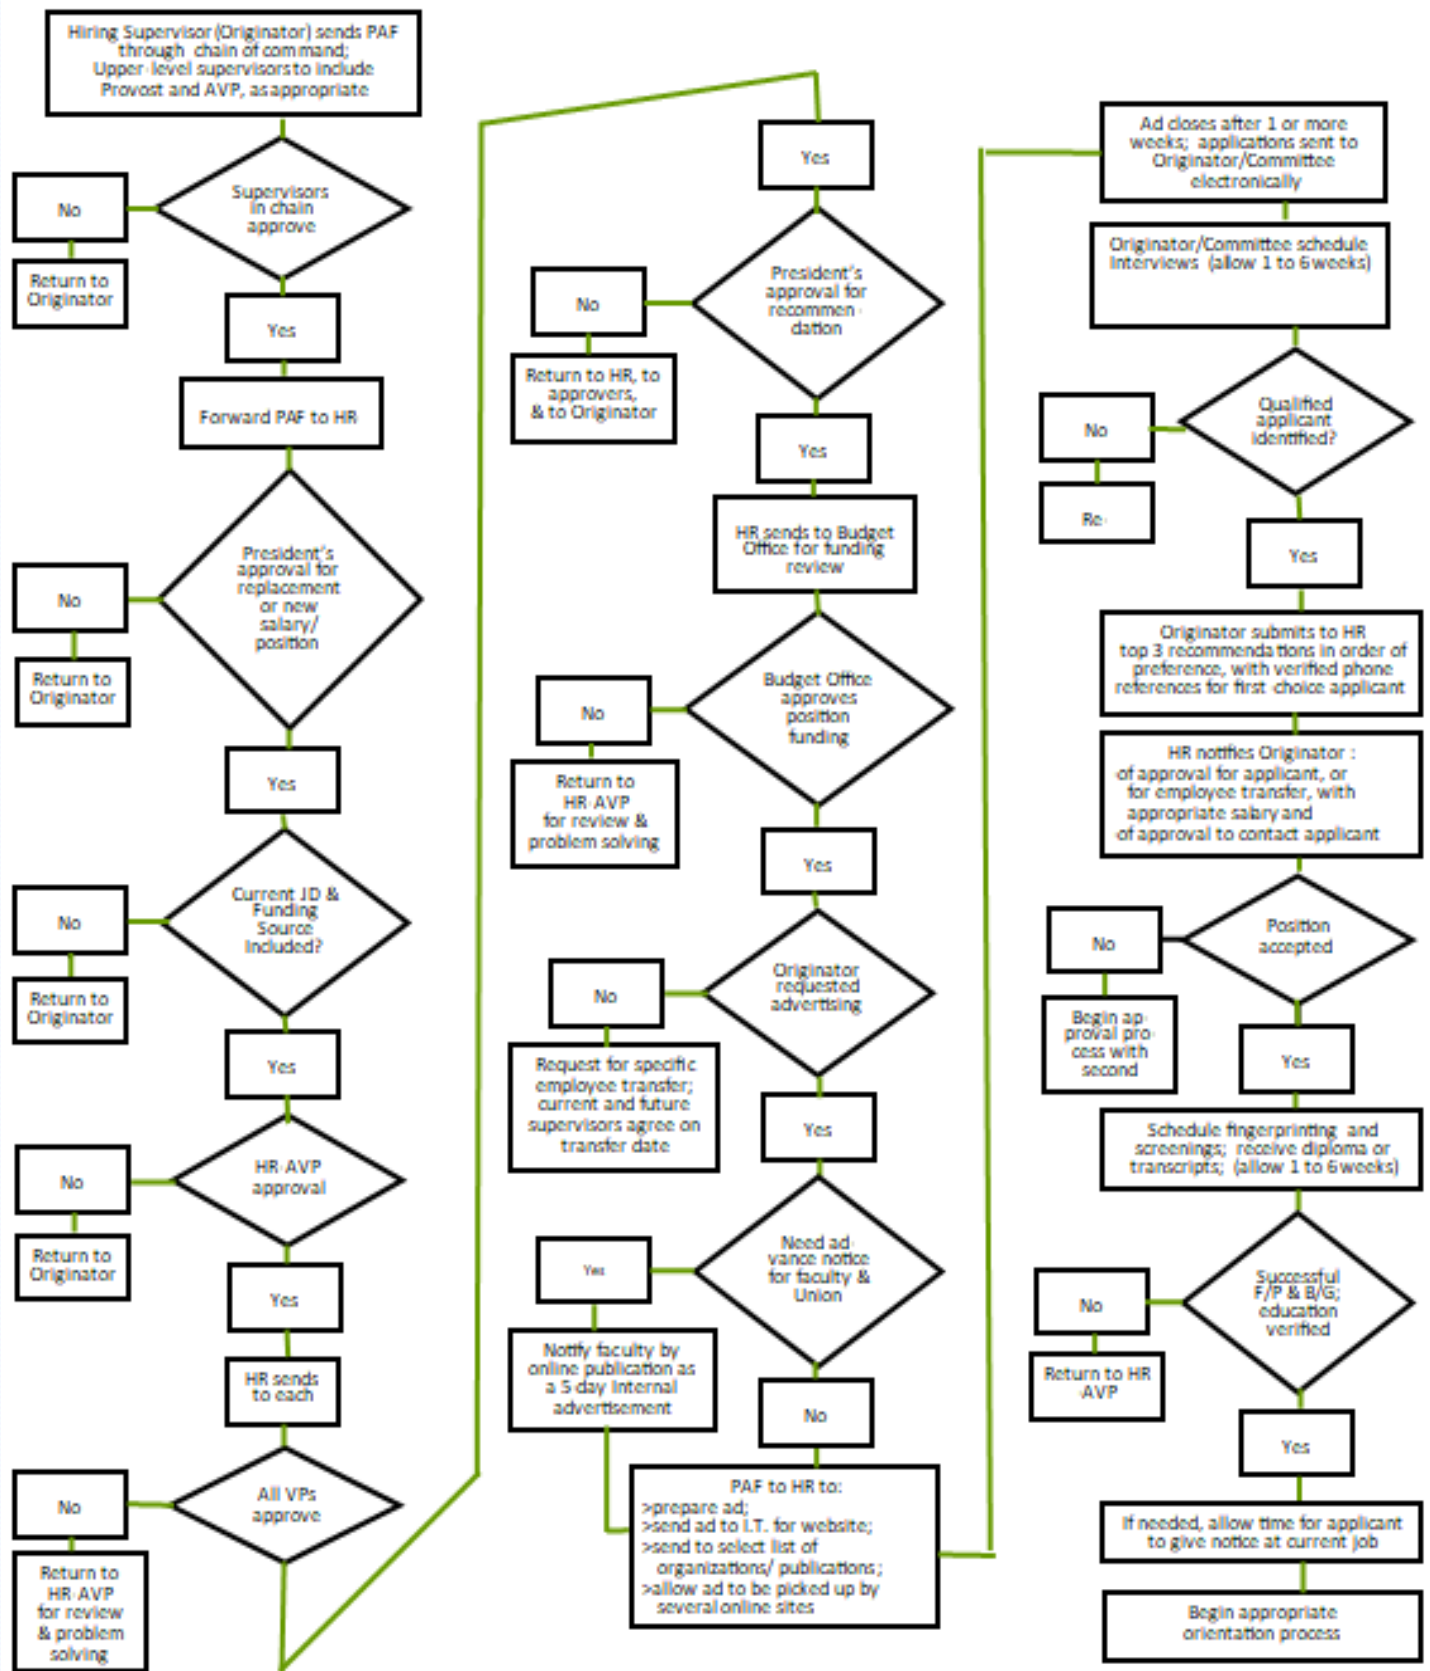 Hiring Supervisor (Originator) sends PAF
through chain of command;
Upper-level supervisors to include
Provost and AVP, as appropriate
Supervisors
in chain
approve
No
Return to
Originator
Yes
Forward PAF to HR
President's
approval for
replacement
or new
salary/
position
No
Return to
Originator
Yes
Current JD &
Funding
Source
Included?
No
Return to
Originator
Yes
HR-AVP
approval
No
Return to
Originator
Yes
HR sends
to each
All VPs
approve
No
Return to
HR-AVP
for review
& problem
solving
Yes
President's
approval for
recommen-
dation
No
Return to HR, to
approvers,
& to Originator
Yes
HR sends to Budget
Office for funding
review
Budget Office
approves
position
funding
No
Return to
HR-AVP
for review &
problem solving
Yes
Originator
requested
advertising
No
Request for specific
employee transfer;
current and future
supervisors agree on
transfer date
Yes
Need ad-
vance notice
for faculty &
Union
Yes
Notify faculty by
online publication as
a 5-day Internal
advertisement
No
PAF to HR to:
>prepare ad;
>send ad to I.T. for website;
>send to select list of
organizations/ publications;
>allow ad to be picked up by
several online sites
Ad closes after 1 or more
weeks; applications sent to
Originator/Committee
electronically
Originator/Committee schedule
Interviews (allow 1 to 6 weeks)
Qualified
applicant
identified?
No
Re-
Yes
Originator submits to HR
top 3 recommendations in order of
preference, with verified phone
references for first-choice applicant
HR notifies Originator :
-of approval for applicant, or
for employee transfer, with
appropriate salary and
-of approval to contact applicant
Position
accepted
No
Begin ap-
proval pro-
cess with
second
Yes
Schedule fingerprinting and
screenings; receive diploma or
transcripts; (allow 1 to 6 weeks)
Successful
F/P & B/G;
education
verified
No
Return to HR
-AVP
Yes
If needed, allow time for applicant
to give notice at current job
Begin appropriate
orientation process